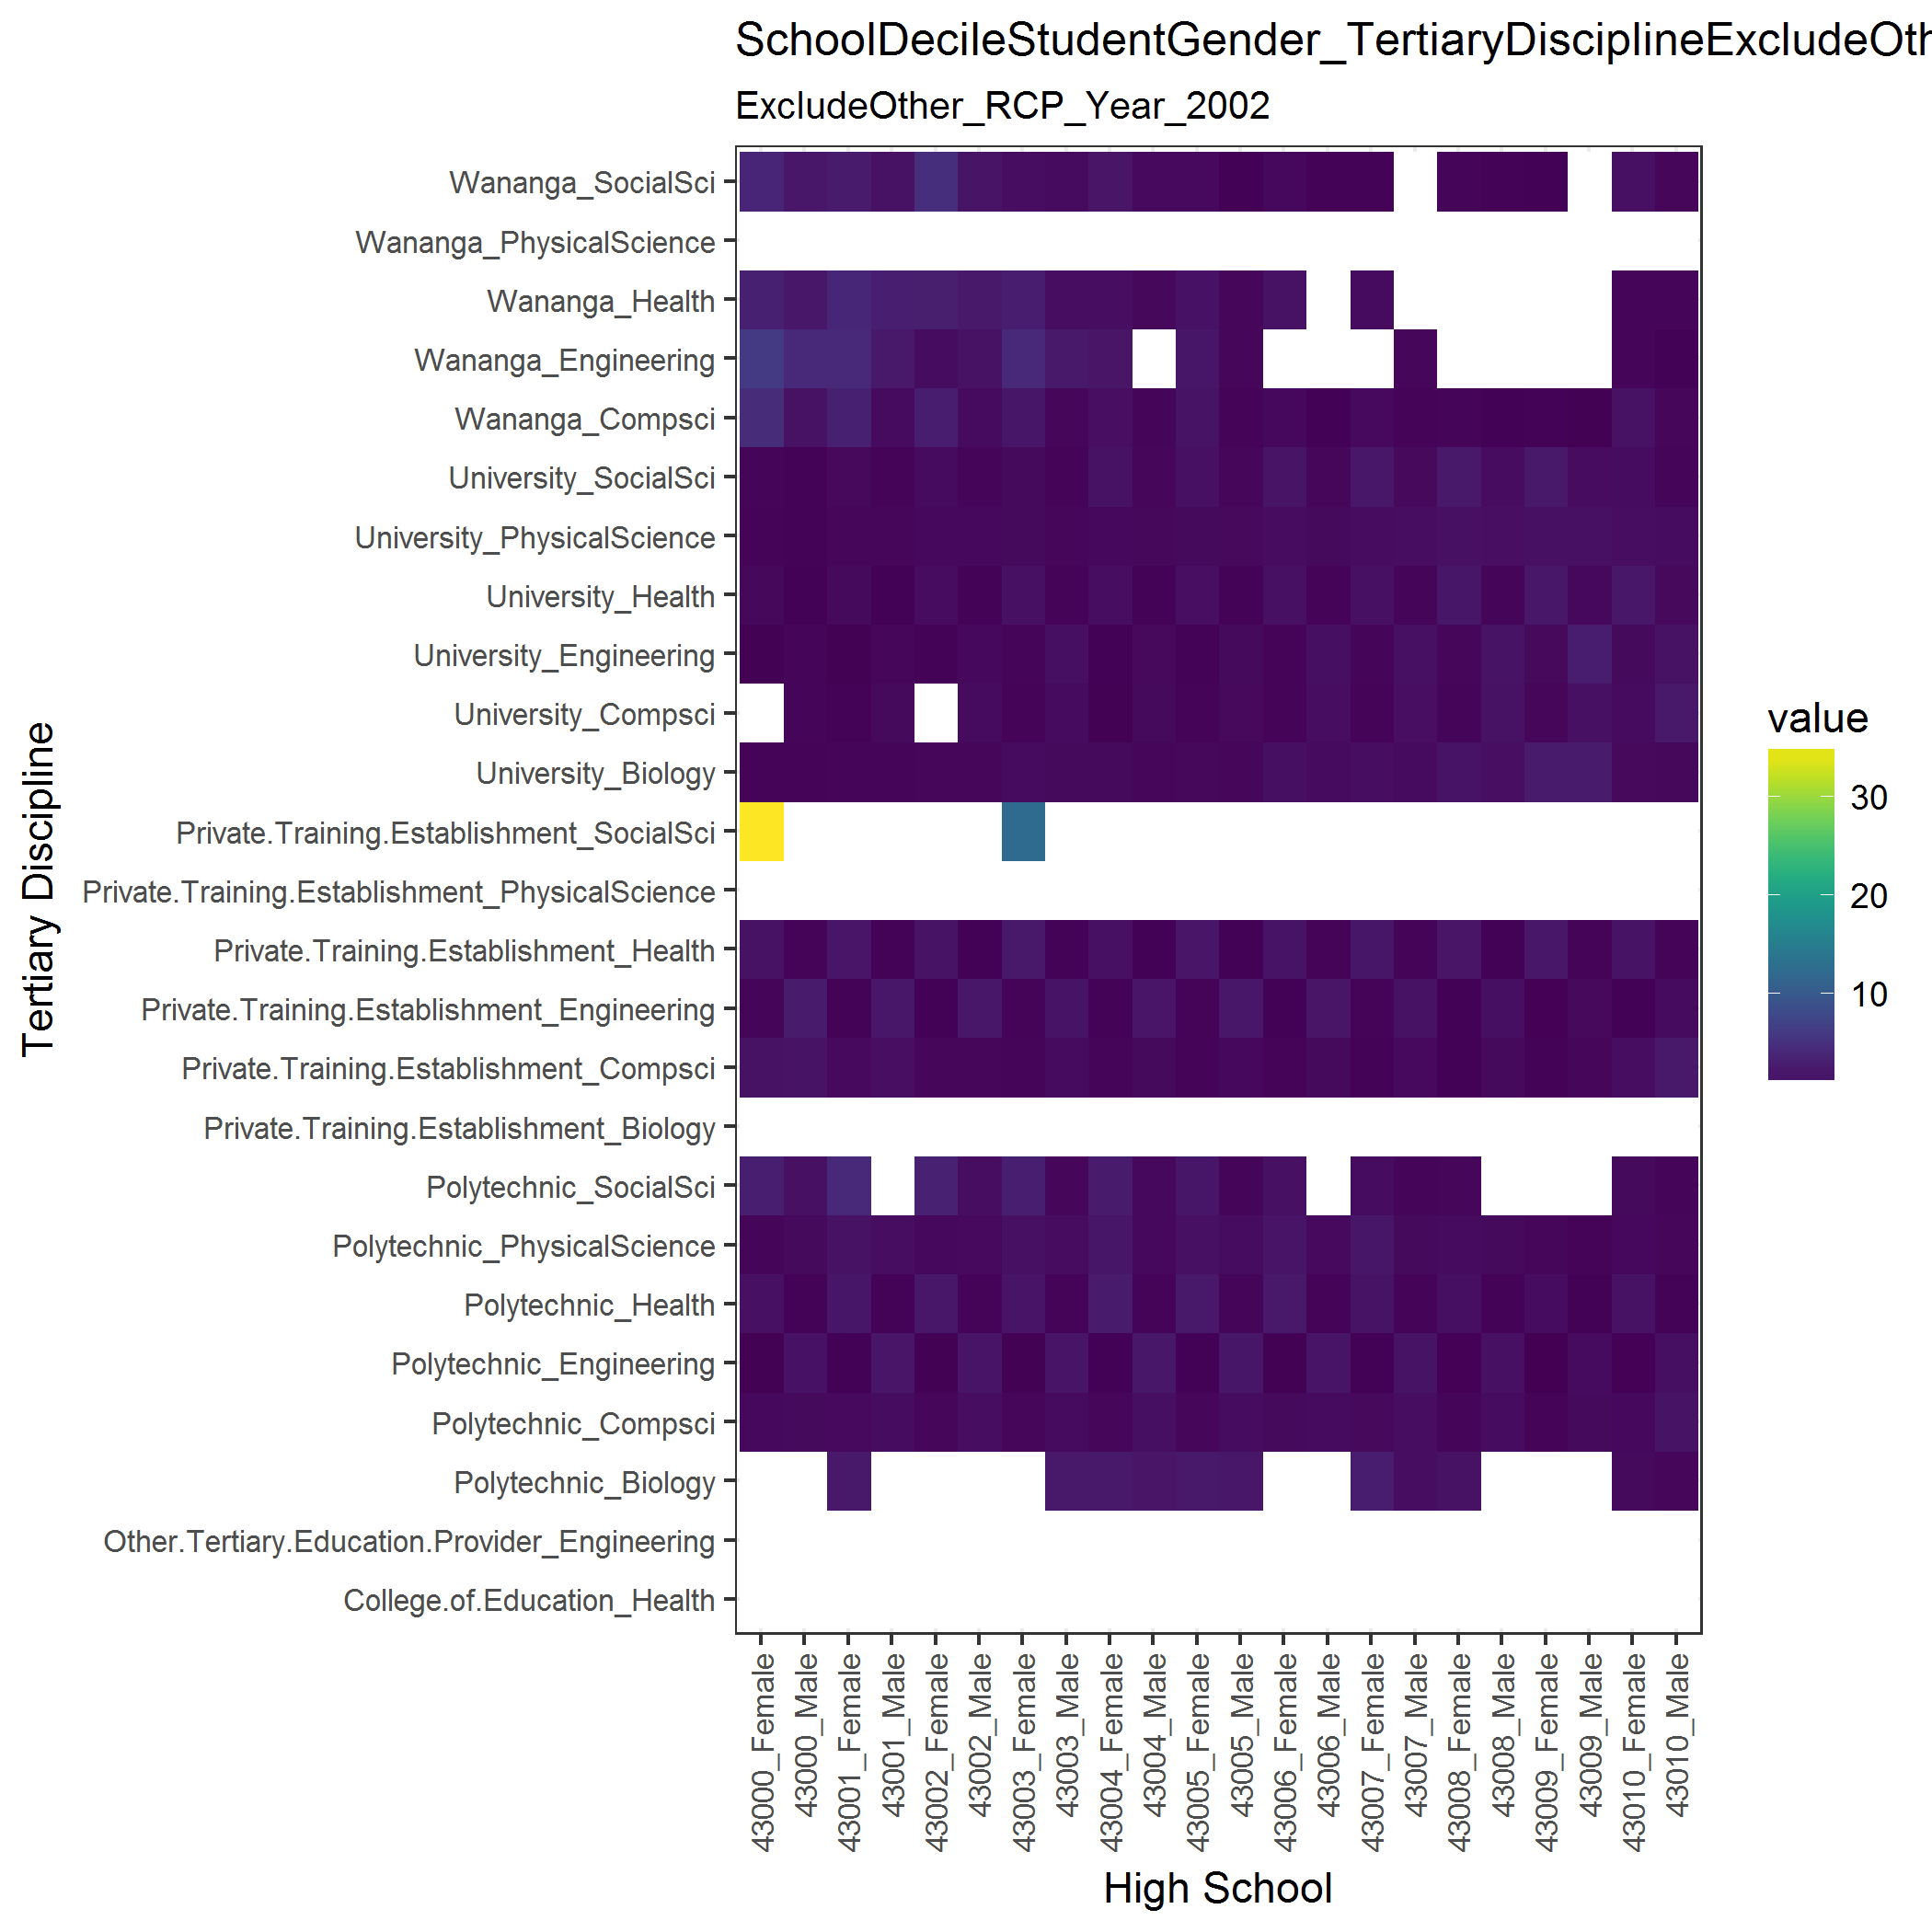 SchoolDecileStudentGender_TertiaryDisciplineExcludeOth
ExcludeOther_RCP_Year_2002
Tertiary Discipline
Wananga_SocialSci
Wananga_PhysicalScience
Wananga_Health
Wananga_Engineering
Wananga_Compsci
University_SocialSci
University_PhysicalScience
University_Health
University_Engineering
University_Compsci
University_Biology
Private.Training.Establishment_SocialSci
Private.Training.Establishment_PhysicalScience
Private.Training.Establishment_Health
Private.Training.Establishment_Engineering
Private.Training.Establishment_Compsci
Private.Training.Establishment_Biology
Polytechnic_SocialSci
Polytechnic_PhysicalScience
Polytechnic_Health
Polytechnic_Engineering
Polytechnic_Compsci
Polytechnic_Biology
Other.Tertiary.Education.Provider_Engineering
College.of.Education_Health
43000_Female
43000_Male
43001_Female
43001_Male
43002_Female
43002_Male
43003_Female
43003_Male
43004_Female
43004_Male
43005_Female
43005_Male
43006_Female
43006_Male
43007_Female
43007_Male
43008_Female
43008_Male
43009_Female
43009_Male
43010_Female
43010_Male
High School
value
30
20
10